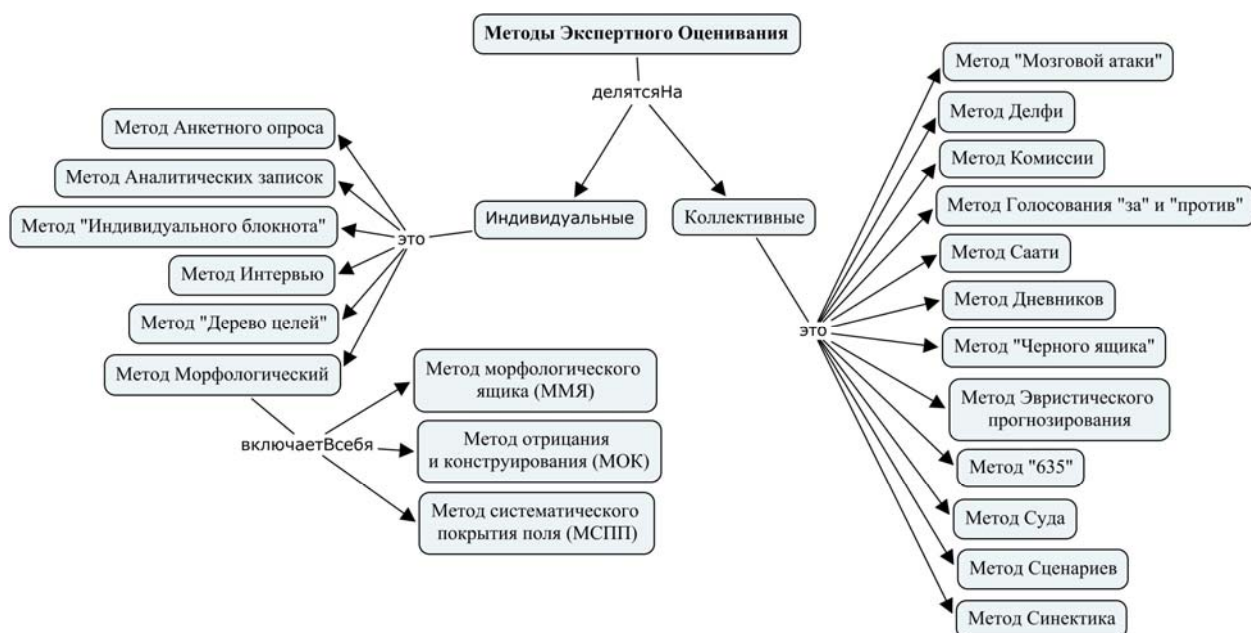 Методы Экспертного Оценивания
делятсяНа
Индивидуальные
Коллективные
это
Метод Анкетного опроса
Метод Аналитических записок
Метод "Индивидуального блокнота"
Метод Интервью
Метод "Дерево целей"
Метод Морфологический
включаетВсебя
Метод морфологического
ящика (ММЯ)
Метод отрицания
и конструирования (МОК)
Метод систематического
покрытия поля (МСПП)
это
Метод "Мозговой атаки"
Метод Делфи
Метод Комиссии
Метод Голосования "за" и "против"
Метод Саати
Метод Дневников
Метод "Черного ящика"
Метод Эвристического
прогнозирования
Метод "635"
Метод Суда
Метод Сценариев
Метод Синектика